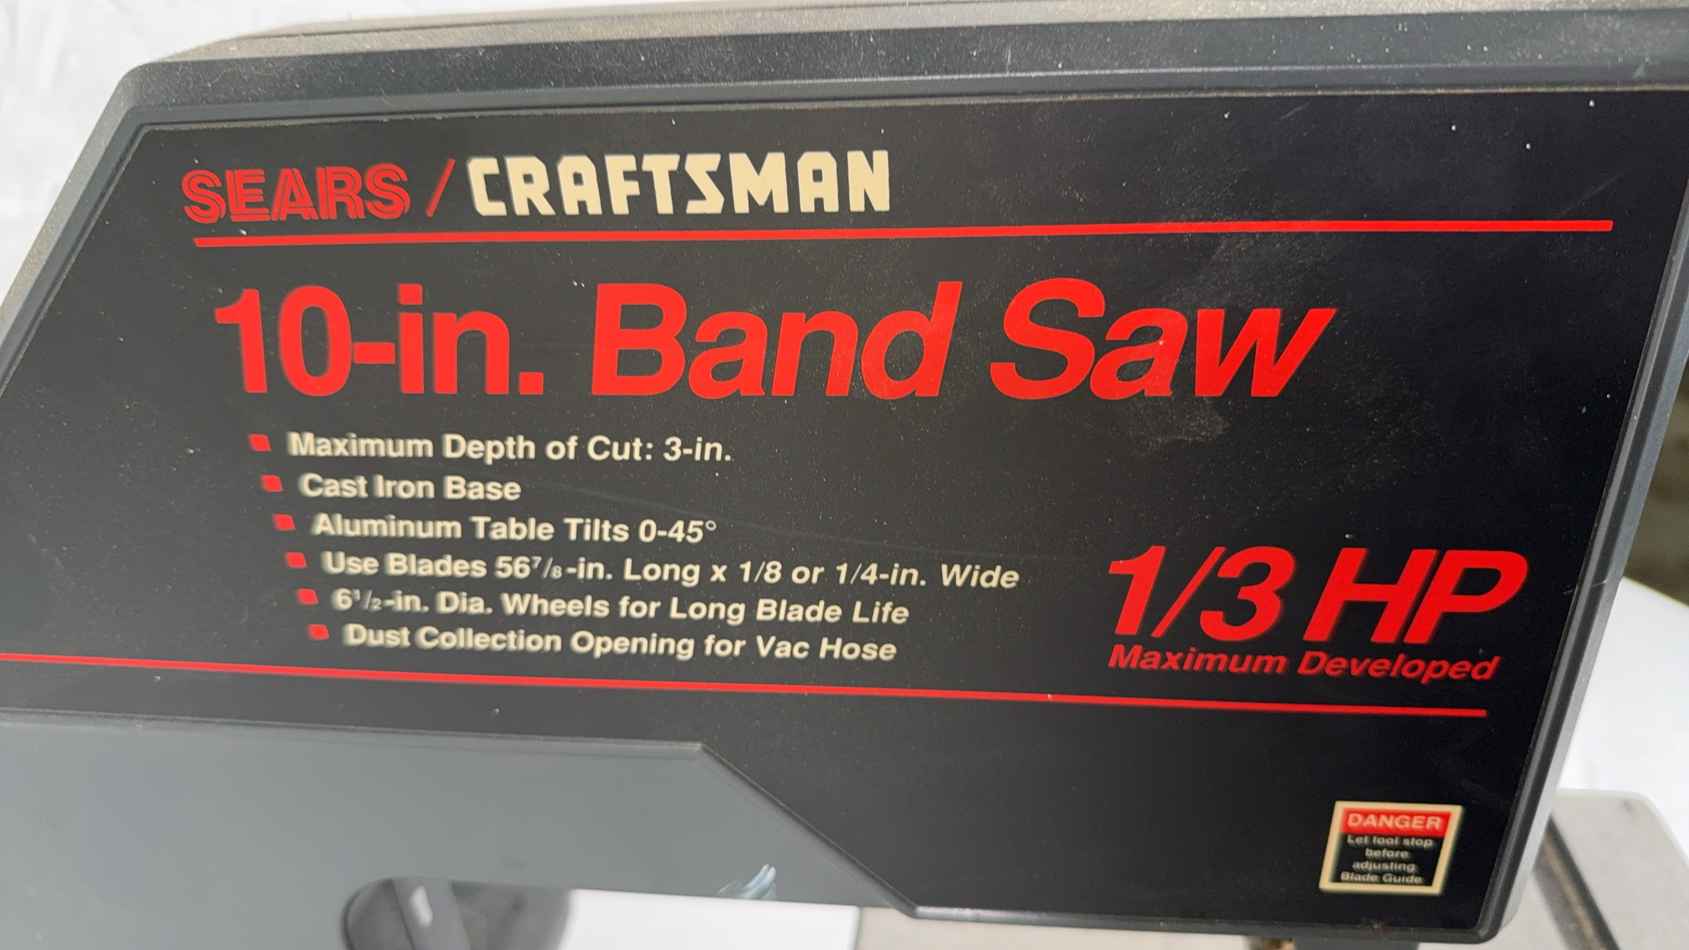 SEARS / CRAFTSMAN
10-in. Band Saw
Maximum Depth of Cut: 3-in.
Cast Iron Base
Aluminum Table Tilts 0-45°
Use Blades 56⁷/₈-in. Long x 1/8 or 1/4-in. Wide
6¹/₂-in. Dia. Wheels for Long Blade Life
Dust Collection Opening for Vac Hose
1/3 HP
Maximum Developed
DANGER
Let tool stop
before
adjusting
Blade Guide